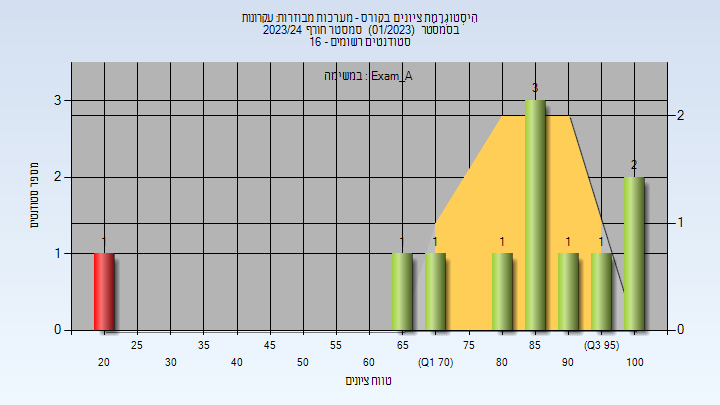 היסטוגרמת ציונים בקורס - מערכות מבוזרות: עקרונות
בסמסטר (01/2023) סמסטר חורף 2023/24
סטודנטים רשומים - 16
במשימה : Exam_A
מספר סטודנטים
3
2
1
0
2
1
0
1
1
1
1
3
1
1
2
25 35 45 55 65 75 85 (Q3 95)
20 30 40 50 60 (Q1 70) 80 90 100
טווח ציונים